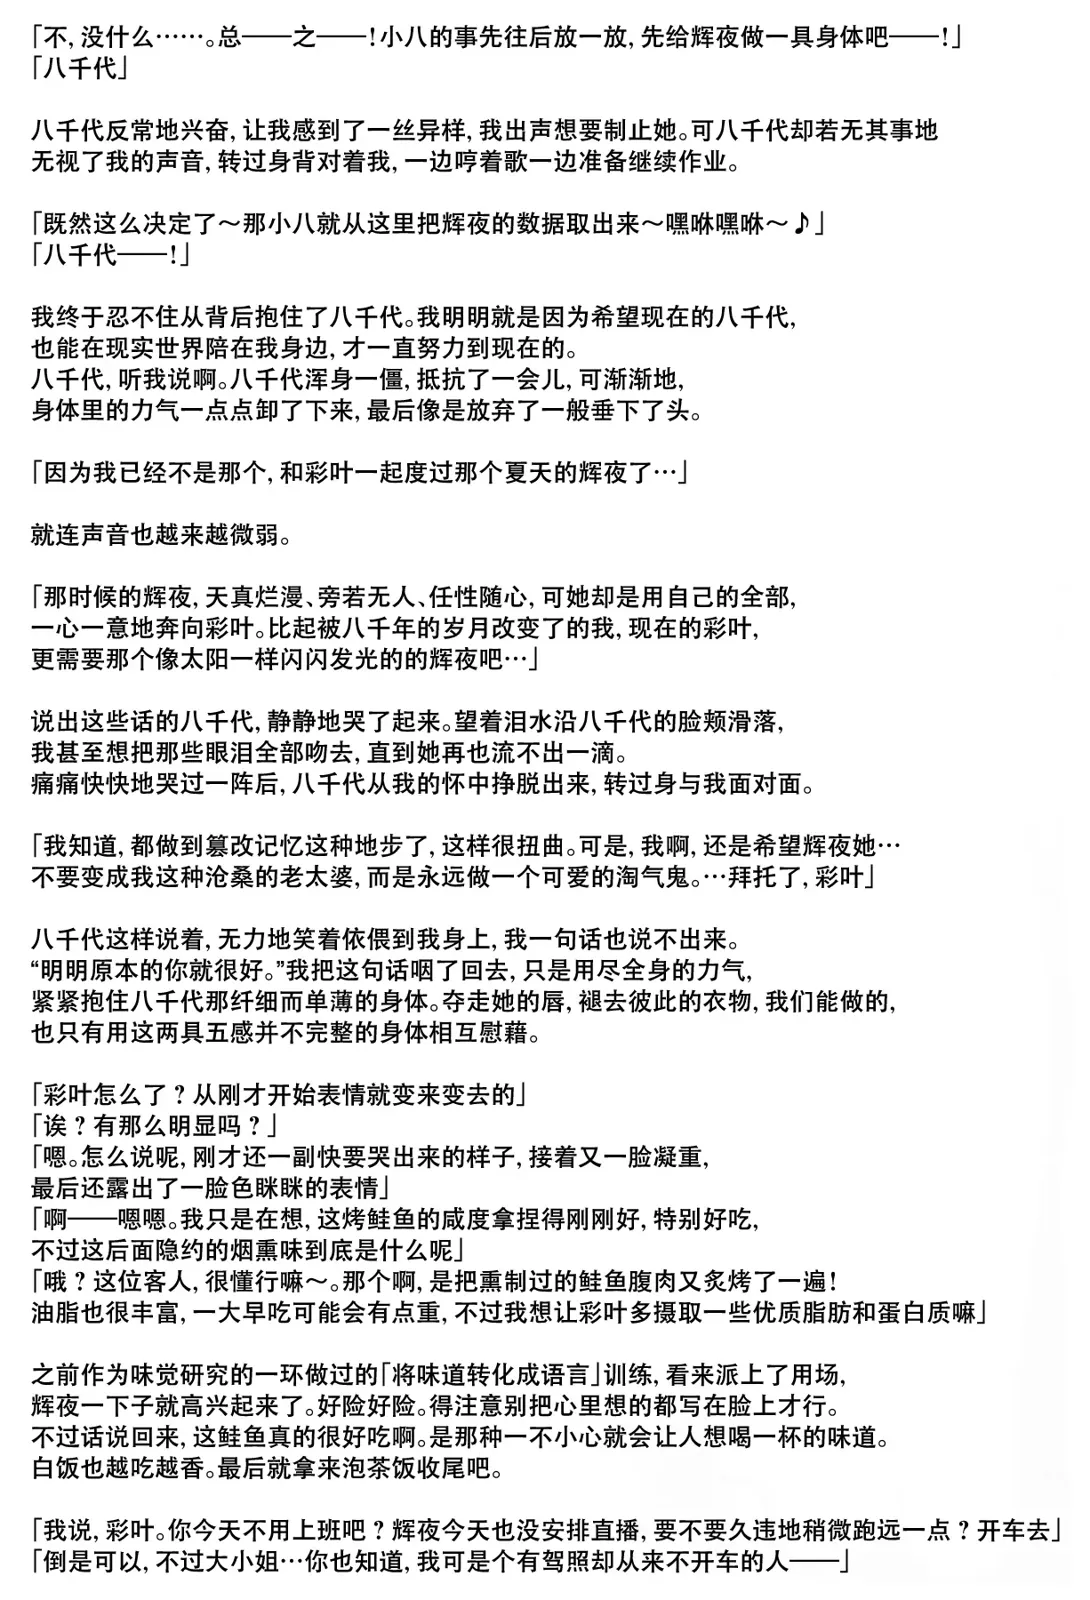 「不，没什么……。总——之——！小八的事先往后放一放，先给辉夜做一具身体吧——！」
「八千代」
八千代反常地兴奋，让我感到了一丝异样，我出声想要制止她。可八千代却若无其事地
无视了我的声音，转过身背对着我，一边哼着歌一边准备继续作业。
「既然这么决定了～那小八就从这里把辉夜的数据取出来～嘿咻嘿咻～♪」
「八千代——！」
我终于忍不住从背后抱住了八千代。我明明就是因为希望现在的八千代，
也能在现实世界陪在我身边，才一直努力到现在的。
八千代，听我说啊。八千代浑身一僵，抵抗了一会儿，可渐渐地，
身体里的力气一点点卸了下来，最后像是放弃了一般垂下了头。
「因为我已经不是那个，和彩叶一起度过那个夏天的辉夜了…」
就连声音也越来越微弱。
「那时候的辉夜，天真烂漫、旁若无人、任性随心，可她却是用自己的全部，
一心一意地奔向彩叶。比起被八千年的岁月改变了的我，现在的彩叶，
更需要那个像太阳一样闪闪发光的的辉夜吧…」
说出这些话的八千代，静静地哭了起来。望着泪水沿八千代的脸颊滑落，
我甚至想把那些眼泪全部吻去，直到她再也流不出一滴。
痛痛快快地哭过一阵后，八千代从我的怀中挣脱出来，转过身与我面对面。
「我知道，都做到篡改记忆这种地步了，这样很扭曲。可是，我啊，还是希望辉夜她…
不要变成我这种沧桑的老太婆，而是永远做一个可爱的淘气鬼。…拜托了，彩叶」
八千代这样说着，无力地笑着依偎到我身上，我一句话也说不出来。
“明明原本的你就很好。”我把这句话咽了回去，只是用尽全身的力气，
紧紧抱住八千代那纤细而单薄的身体。夺走她的唇，褪去彼此的衣物，我们能做的，
也只有用这两具五感并不完整的身体相互慰藉。
「彩叶怎么了？从刚才开始表情就变来变去的」
「诶？有那么明显吗？」
「嗯。怎么说呢，刚才还一副快要哭出来的样子，接着又一脸凝重，
最后还露出了一脸色眯眯的表情」
「啊——嗯嗯。我只是在想，这烤鲑鱼的咸度拿捏得刚刚好，特别好吃，
不过这后面隐约的烟熏味到底是什么呢」
「哦？这位客人，很懂行嘛～。那个啊，是把熏制过的鲑鱼腹肉又炙烤了一遍！
油脂也很丰富，一大早吃可能会有点重，不过我想让彩叶多摄取一些优质脂肪和蛋白质嘛」
之前作为味觉研究的一环做过的「将味道转化成语言」训练，看来派上了用场，
辉夜一下子就高兴起来了。好险好险。得注意别把心里想的都写在脸上才行。
不过话说回来，这鲑鱼真的很好吃啊。是那种一不小心就会让人想喝一杯的味道。
白饭也越吃越香。最后就拿来泡茶饭收尾吧。
「我说，彩叶。你今天不用上班吧？辉夜今天也没安排直播，要不要久违地稍微跑远一点？开车去」
「倒是可以，不过大小姐…你也知道，我可是个有驾照却从来不开车的人——」